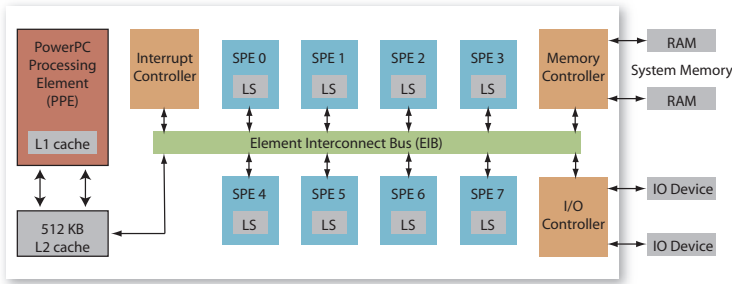 PowerPC
Processing
Element
(PPE)
L1 cache
512 KB
L2 cache
Interrupt
Controller
SPE 0
LS
SPE 1
LS
SPE 2
LS
SPE 3
LS
Element Interconnect Bus (EIB)
SPE 4
LS
SPE 5
LS
SPE 6
LS
SPE 7
LS
Memory
Controller
I/O
Controller
RAM
System Memory
RAM
IO Device
IO Device